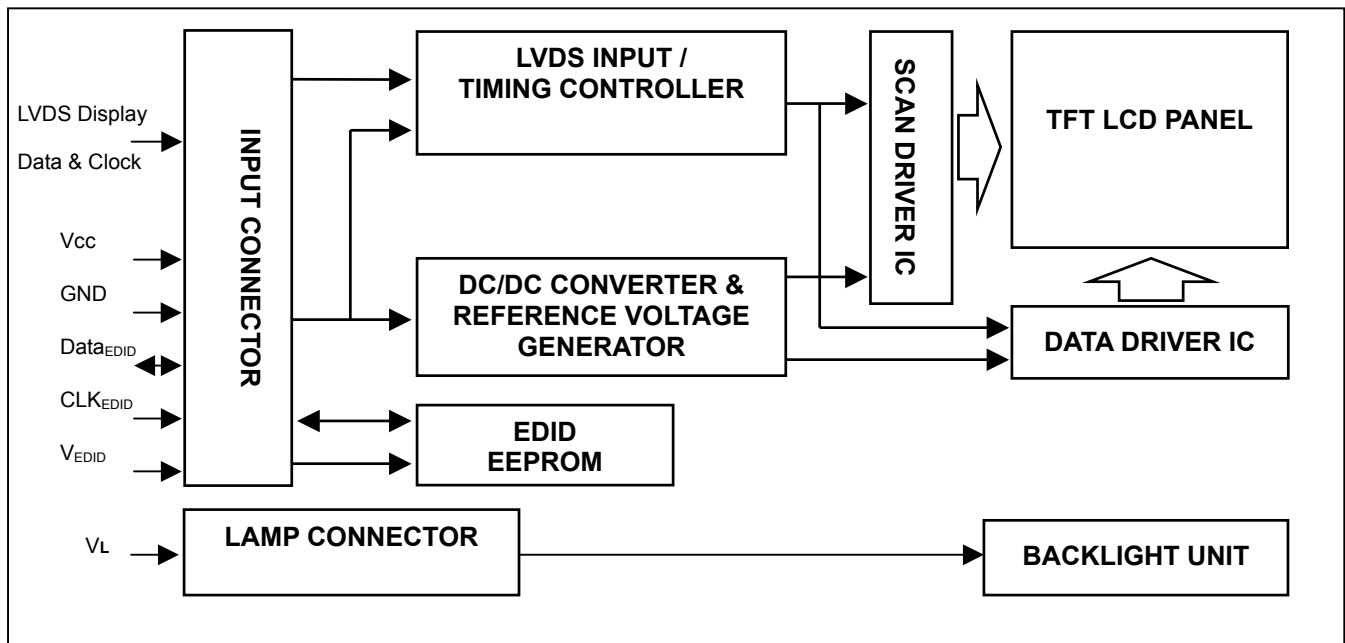 LVDS Display
Data & Clock
Vcc
GND
DataEDID
CLKEDID
VEDID
VL
INPUT CONNECTOR
LVDS INPUT /
TIMING CONTROLLER
DC/DC CONVERTER &
REFERENCE VOLTAGE
GENERATOR
EDID
EEPROM
LAMP CONNECTOR
SCAN DRIVER IC
TFT LCD PANEL
DATA DRIVER IC
BACKLIGHT UNIT